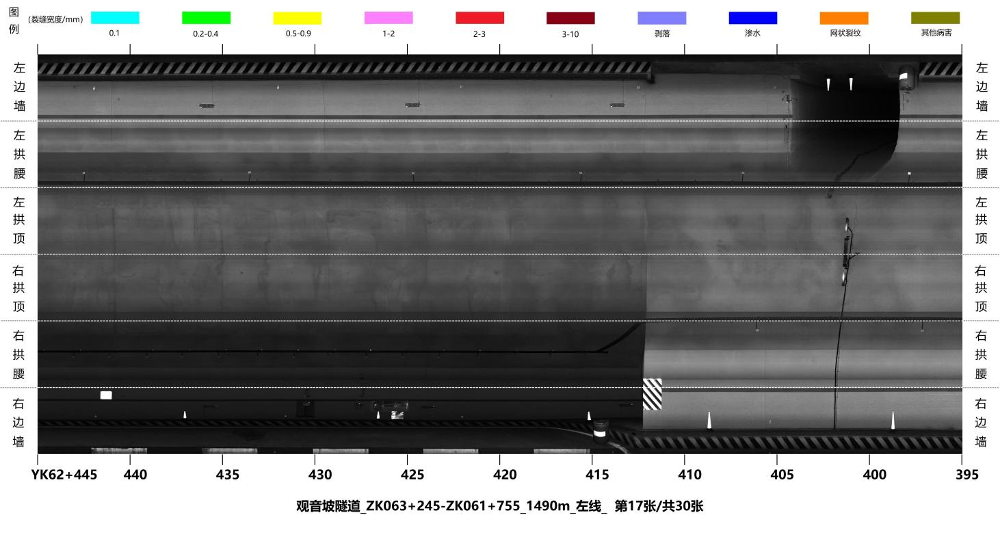 图例
(裂缝宽度/mm)
0.1
0.2-0.4
0.5-0.9
1-2
2-3
3-10
剥落
渗水
网状裂纹
其他病害
左边墙
左拱腰
左拱顶
右拱顶
右拱腰
右边墙
左边墙
左拱腰
左拱顶
右拱顶
右拱腰
右边墙
YK62+445 440 435 430 425 420 415 410 405 400 395
观音坡隧道_ZK063+245-ZK061+755_1490m_左线_ 第17张/共30张